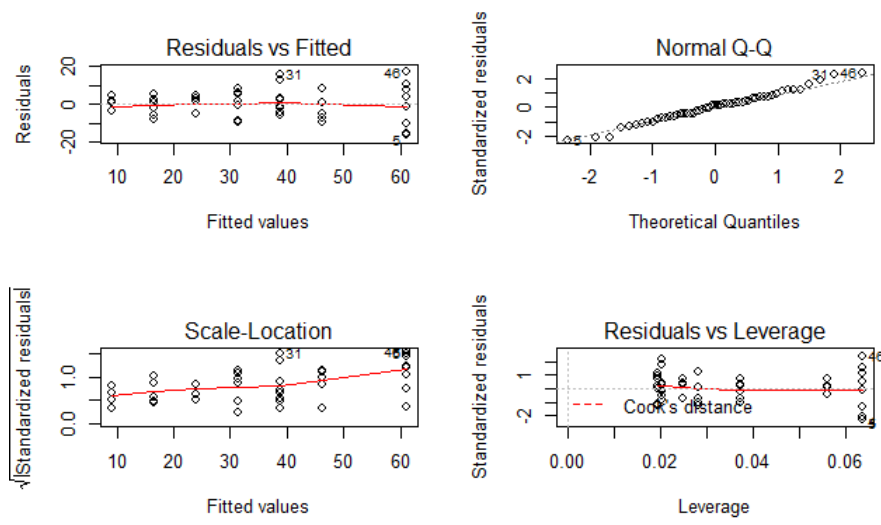 Residuals vs Fitted
Residuals
-20 0 20
31
46
5
10 20 30 40 50 60
Fitted values
Normal Q-Q
Standardized residuals
-2 0 2
31 46
5
-2 -1 0 1 2
Theoretical Quantiles
Scale-Location
√|Standardized residuals|
0.0 1.0
31
46
10 20 30 40 50 60
Fitted values
Residuals vs Leverage
Standardized residuals
-2 1
46
5
Cook's distance
0.00 0.02 0.04 0.06
Leverage